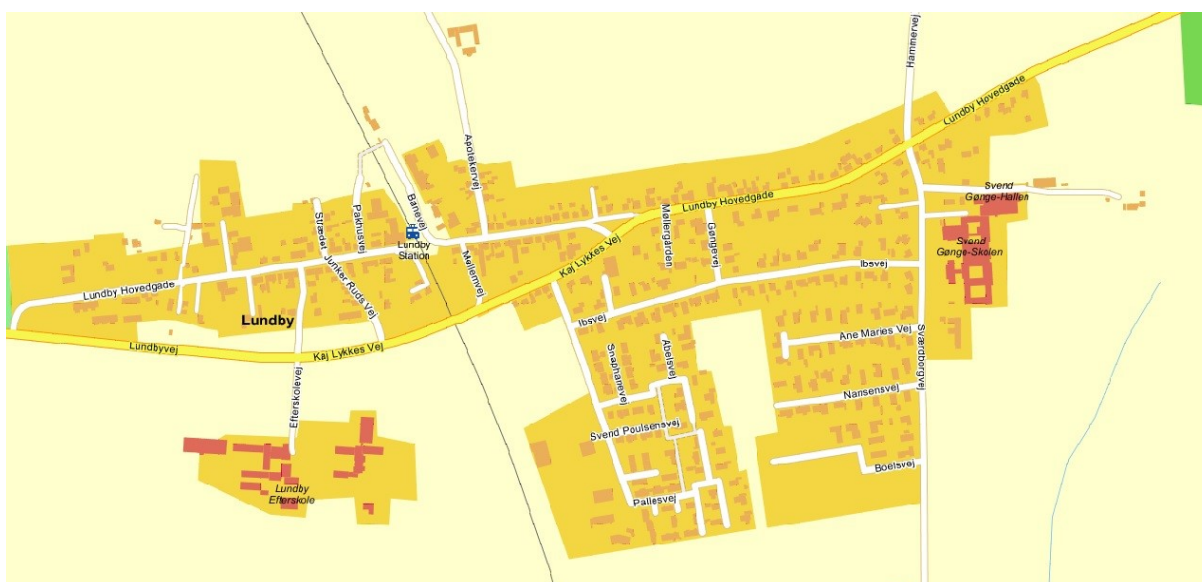 Hammervej
Lundby Hovedgade
Apotekervej
Svend
Gønge-Hallen
Banevej
Pakhusvej
Strædet
Lundby Hovedgade
Møllergården
Gøngevej
Lundby
Station
Svend
Gønge-Skolen
Kaj Lykkes Vej
Junker Ruds Vej
Møllemvej
Ibsvej
Lundby Hovedgade
Lundby
Ibsvej
Ane Maries Vej
Sværdborgvej
Lundbyvej
Kaj Lykkes Vej
Snaphanevej
Abelsvej
Efterskolevej
Nansensvej
Svend Poulsensvej
Boelsvej
Lundby
Efterskole
Pallesvej